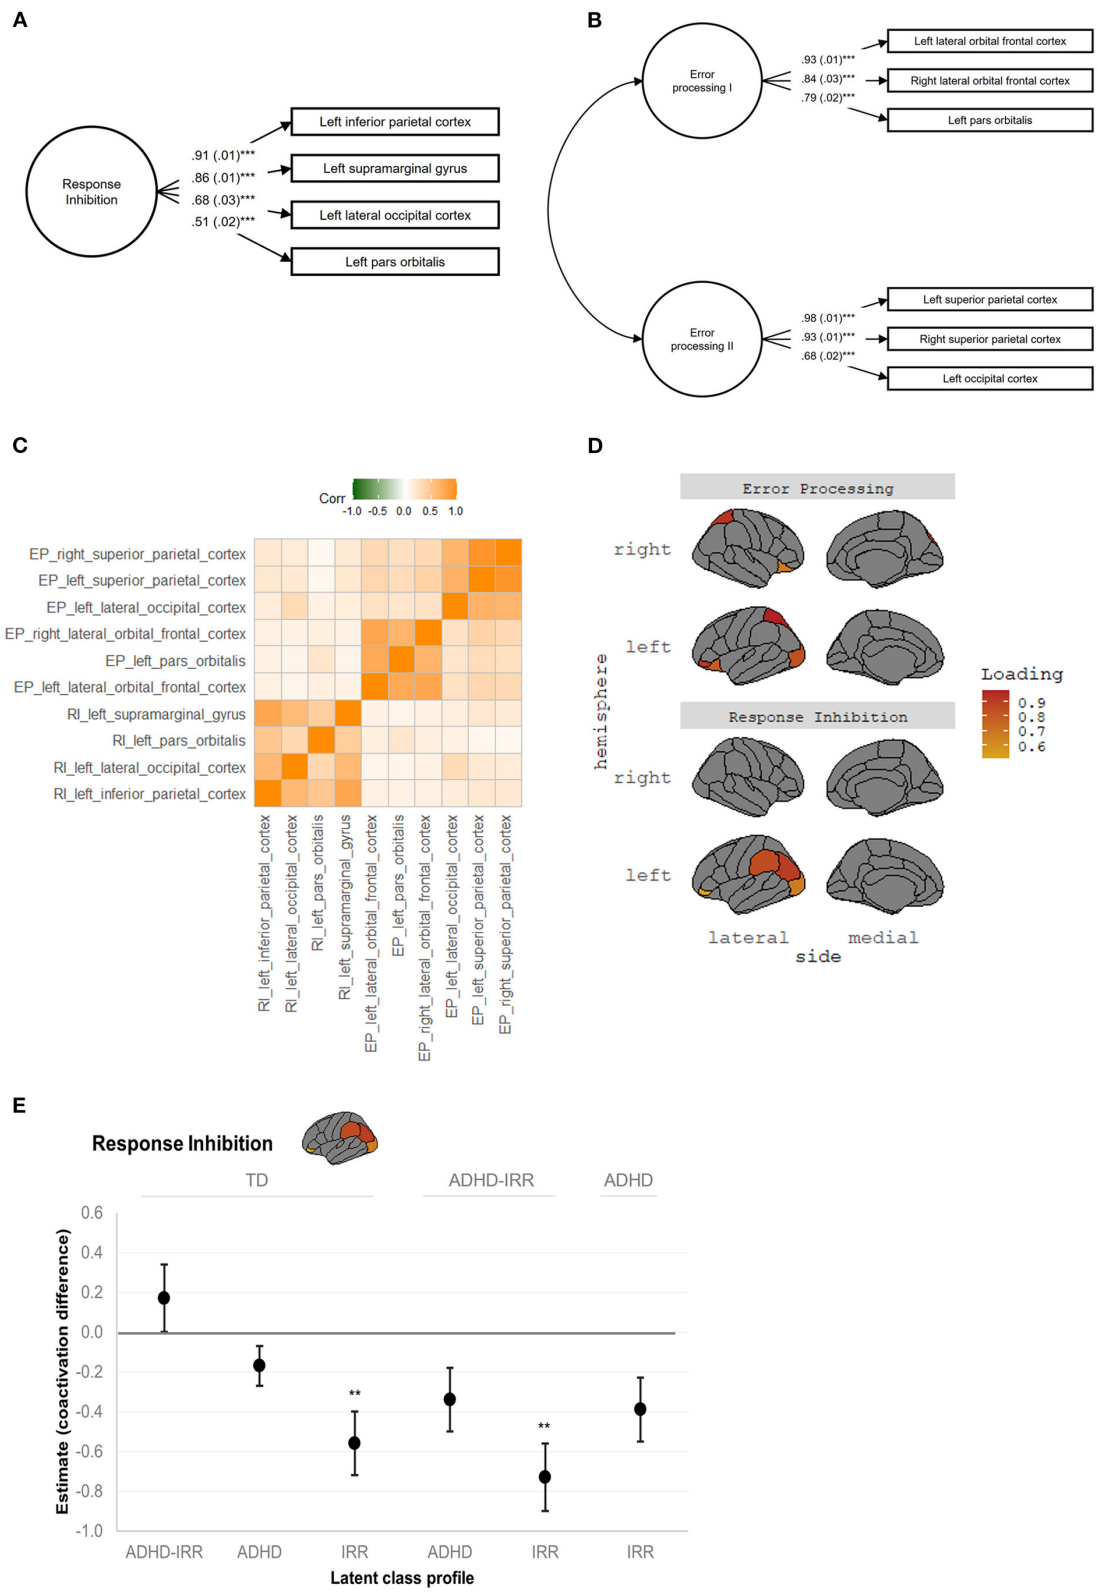 A
Response
Inhibition
.91 (.01)***
.86 (.01)***
.68 (.03)***
.51 (.02)***
Left inferior parietal cortex
Left supramarginal gyrus
Left lateral occipital cortex
Left pars orbitalis
B
Error
processing I
.93 (.01)***
.84 (.03)***
.79 (.02)***
Left lateral orbital frontal cortex
Right lateral orbital frontal cortex
Left pars orbitalis
Error
processing II
.98 (.01)***
.93 (.01)***
.68 (.02)***
Left superior parietal cortex
Right superior parietal cortex
Left occipital cortex
C
Corr
-1.0 -0.5 0.0 0.5 1.0
EP_right_superior_parietal_cortex
EP_left_superior_parietal_cortex
EP_left_lateral_occipital_cortex
EP_right_lateral_orbital_frontal_cortex
EP_left_pars_orbitalis
EP_left_lateral_orbital_frontal_cortex
RI_left_supramarginal_gyrus
RI_left_pars_orbitalis
RI_left_lateral_occipital_cortex
RI_left_inferior_parietal_cortex
RI_left_inferior_parietal_cortex
RI_left_lateral_occipital_cortex
RI_left_pars_orbitalis
RI_left_supramarginal_gyrus
EP_left_lateral_orbital_frontal_cortex
EP_left_pars_orbitalis
EP_right_lateral_orbital_frontal_cortex
EP_left_lateral_occipital_cortex
EP_left_superior_parietal_cortex
EP_right_superior_parietal_cortex
D
Error Processing
right
left
hemisphere
Response Inhibition
right
left
lateral medial
side
Loading
0.9
0.8
0.7
0.6
E
Response Inhibition
TD ADHD-IRR ADHD
Estimate (coactivation difference)
0.6
0.4
0.2
0.0
-0.2
-0.4
-0.6
-0.8
-1.0
**
**
ADHD-IRR ADHD IRR ADHD IRR IRR
Latent class profile